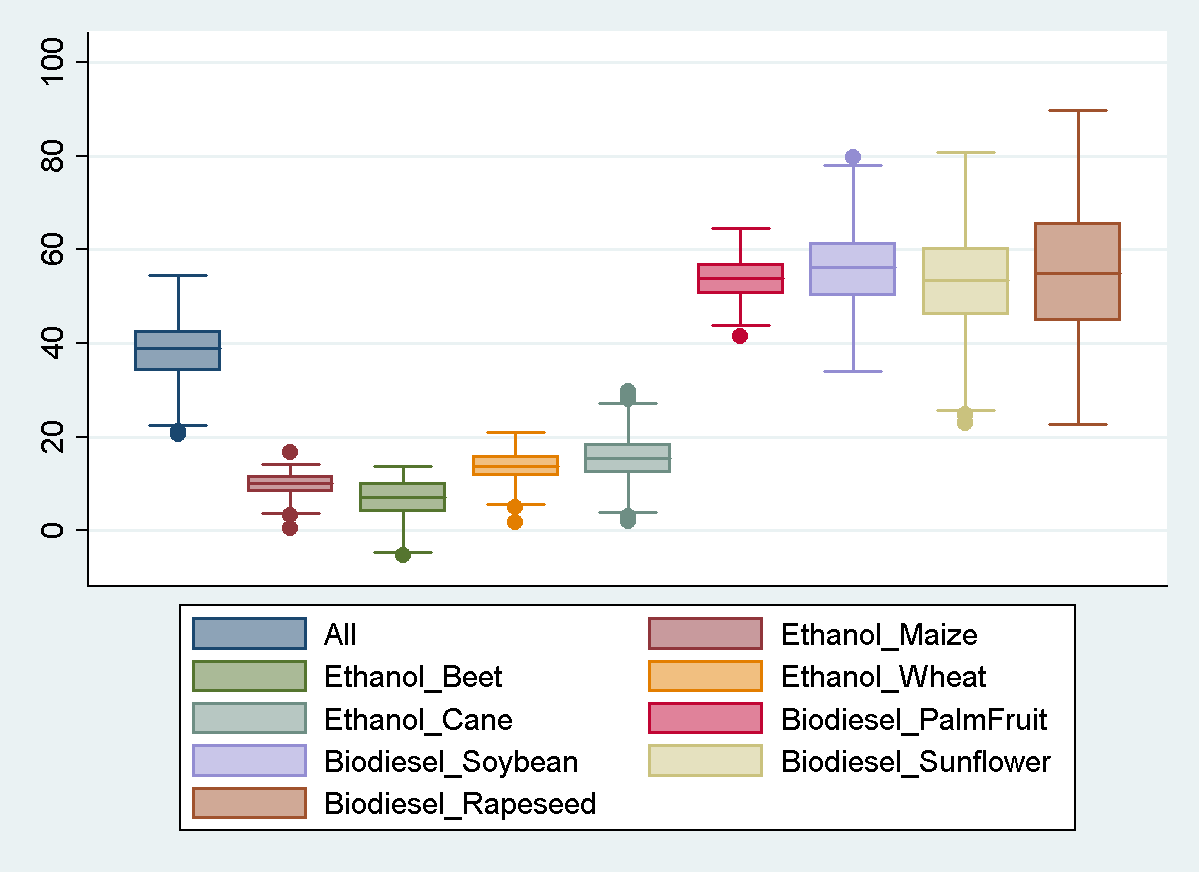 100
80
60
40
20
0
All
Ethanol_Maize
Ethanol_Beet
Ethanol_Wheat
Ethanol_Cane
Biodiesel_PalmFruit
Biodiesel_Soybean
Biodiesel_Sunflower
Biodiesel_Rapeseed